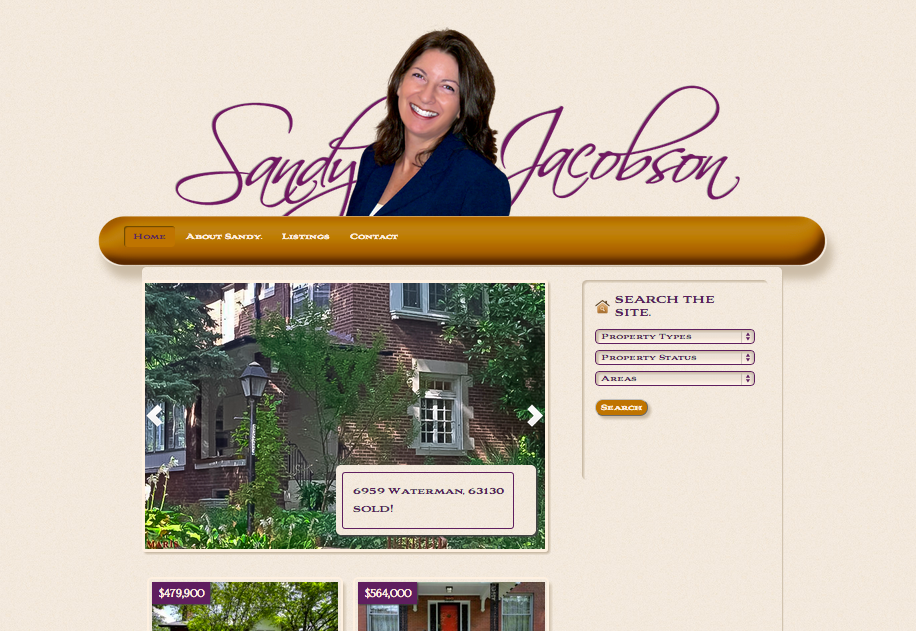 Sandy Jacobson
Home About Sandy. Listings Contact
SEARCH THE
SITE.
Property Types
Property Status
Areas
Search
6959 Waterman, 63130
SOLD!
$479,900
$564,000